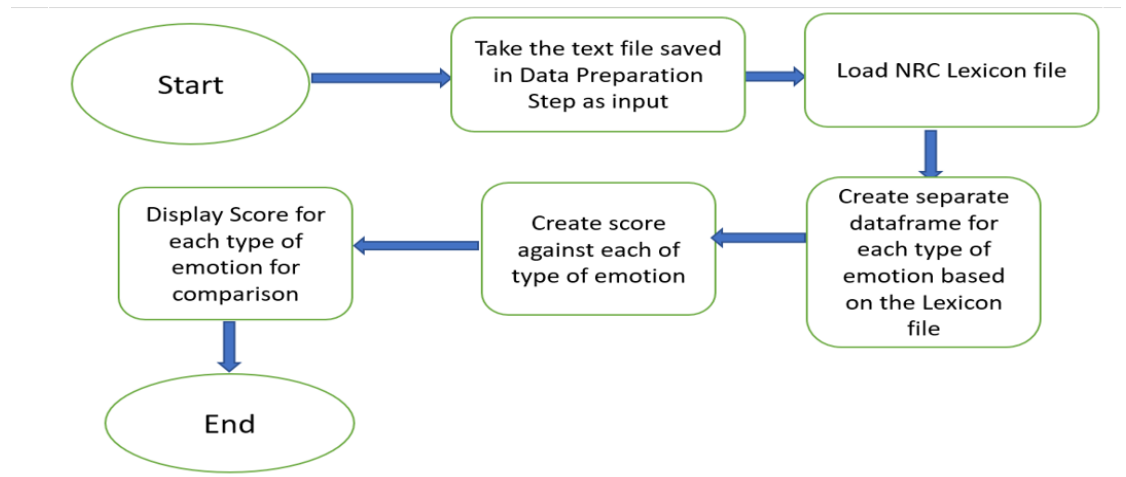 Start
Take the text file saved
in Data Preparation
Step as input
Load NRC Lexicon file
Create separate
dataframe for
each type of
emotion based
on the Lexicon
file
Create score
against each of
type of emotion
Display Score for
each type of
emotion for
comparison
End